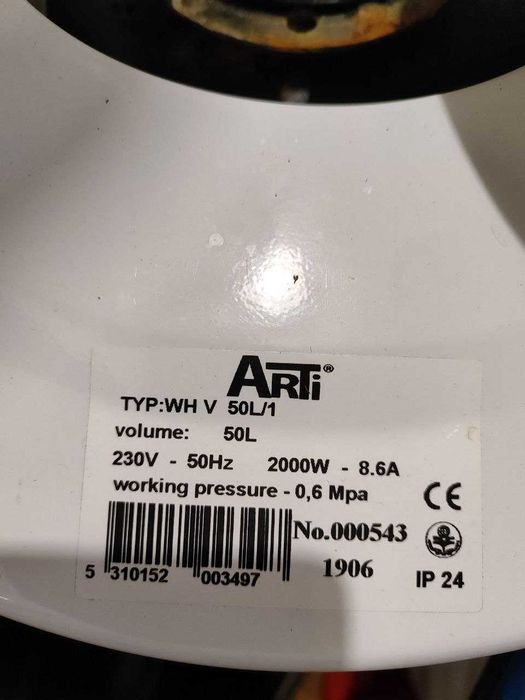 ARTi®
TYP:WH V 50L/1
volume: 50L
230V - 50Hz 2000W - 8.6A
working pressure - 0,6 Mpa
CE
No.000543
5 310152 003497
1906
IP 24